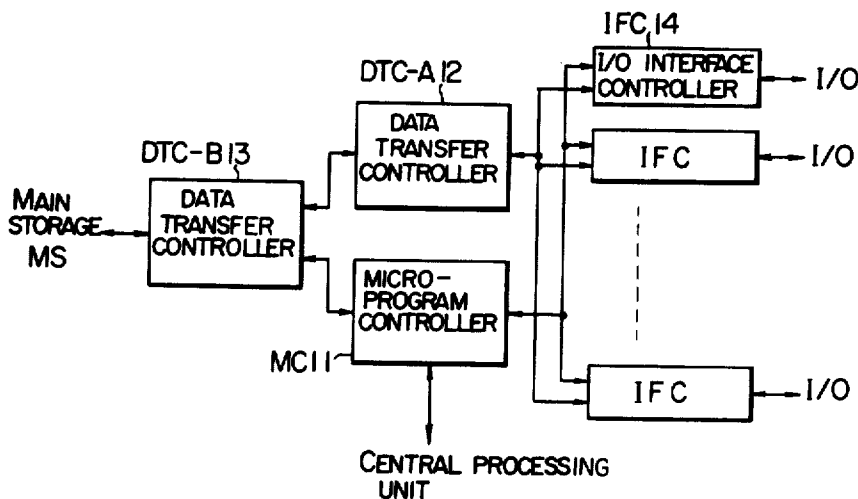 IFC 14
I/O INTERFACE
CONTROLLER
I/O
DTC-A 12
DATA
TRANSFER
CONTROLLER
IFC
I/O
DTC-B 13
DATA
TRANSFER
CONTROLLER
MAIN
STORAGE
MS
MICRO-
PROGRAM
CONTROLLER
MC 11
IFC
I/O
CENTRAL PROCESSING
UNIT